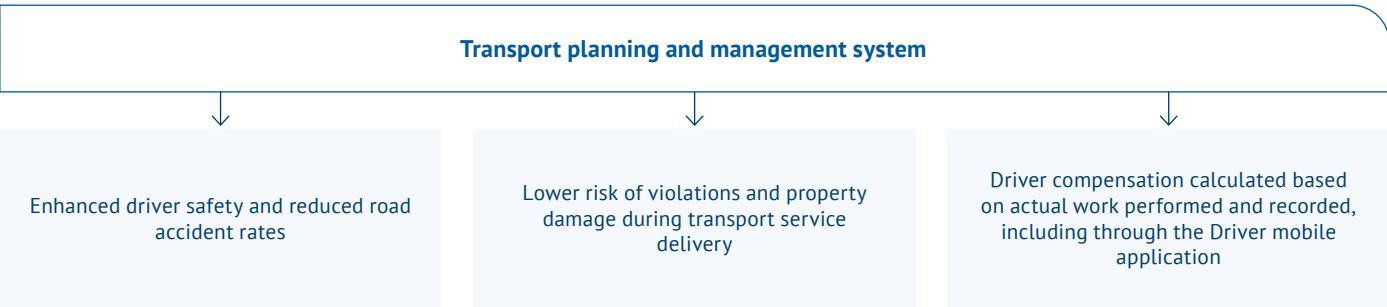 Transport planning and management system
Enhanced driver safety and reduced road
accident rates
Lower risk of violations and property
damage during transport service
delivery
Driver compensation calculated based
on actual work performed and recorded,
including through the Driver mobile
application